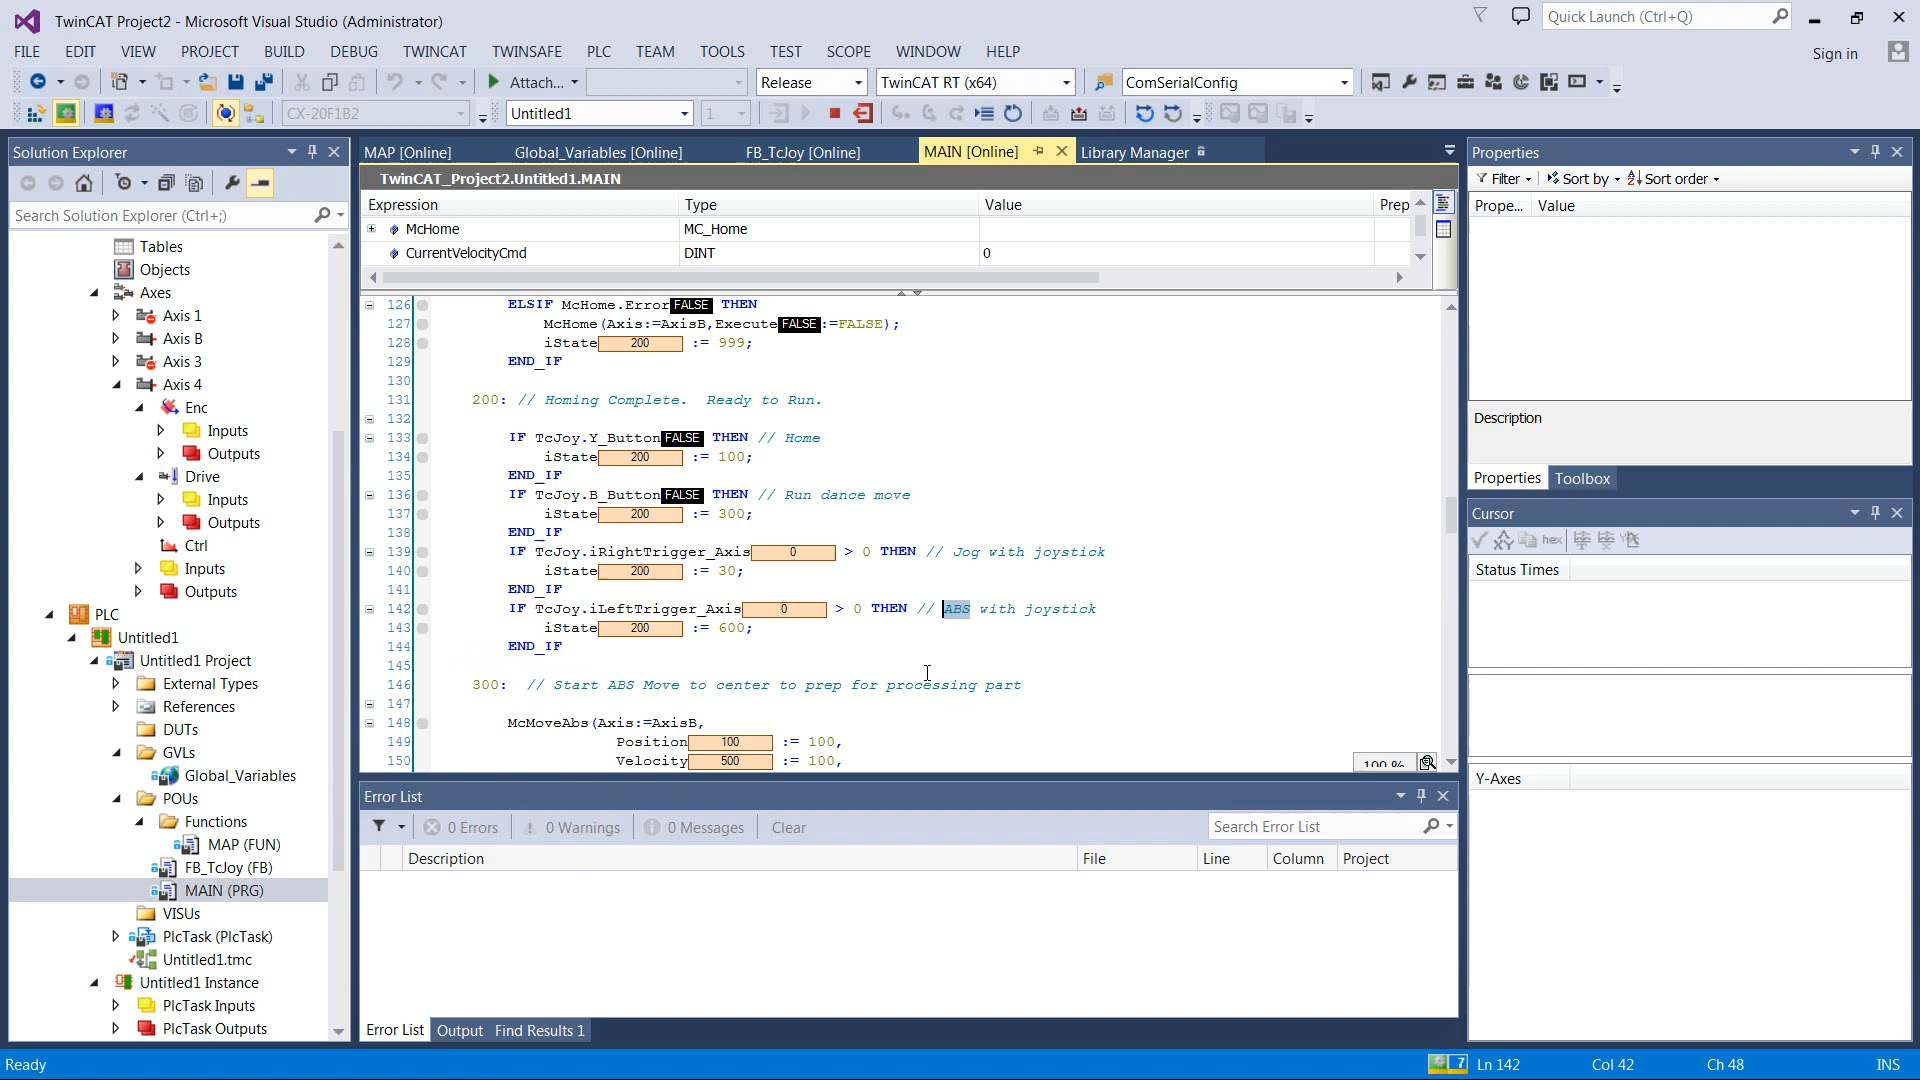 TwinCAT Project2 - Microsoft Visual Studio (Administrator)
Quick Launch (Ctrl+Q)
FILE EDIT VIEW PROJECT BUILD DEBUG TWINCAT TWINSAFE PLC TEAM TOOLS TEST SCOPE WINDOW HELP
Sign in
Attach... Release TwinCAT RT (x64) ComSerialConfig
CX-20F1B2 Untitled1 1
Solution Explorer
Search Solution Explorer (Ctrl+;)
Tables
Objects
Axes
Axis 1
Axis B
Axis 3
Axis 4
Enc
Inputs
Outputs
Drive
Inputs
Outputs
Ctrl
Inputs
Outputs
PLC
Untitled1
Untitled1 Project
External Types
References
DUTs
GVLs
Global_Variables
POUs
Functions
MAP (FUN)
FB_TcJoy (FB)
MAIN (PRG)
VISUs
PlcTask (PlcTask)
Untitled1.tmc
Untitled1 Instance
PlcTask Inputs
PlcTask Outputs
MAP [Online] Global_Variables [Online] FB_TcJoy [Online] MAIN [Online] Library Manager
TwinCAT_Project2.Untitled1.MAIN
Expression Type Value Prep
McHome MC_Home
CurrentVelocityCmd DINT 0
126 ELSIF McHome.Error FALSE THEN
127 McHome(Axis:=AxisB,Execute FALSE :=FALSE);
128 iState 200 := 999;
129 END_IF
130
131 200: // Homing Complete.  Ready to Run.
132
133 IF TcJoy.Y_Button FALSE THEN // Home
134 iState 200 := 100;
135 END_IF
136 IF TcJoy.B_Button FALSE THEN // Run dance move
137 iState 200 := 300;
138 END_IF
139 IF TcJoy.iRightTrigger_Axis 0 > 0 THEN // Jog with joystick
140 iState 200 := 30;
141 END_IF
142 IF TcJoy.iLeftTrigger_Axis 0 > 0 THEN // ABS with joystick
143 iState 200 := 600;
144 END_IF
145
146 300:  // Start ABS Move to center to prep for processing part
147
148 McMoveAbs(Axis:=AxisB,
149 Position 100 := 100,
150 Velocity 500 := 100,
100 %
Error List
0 Errors 0 Warnings 0 Messages Clear
Search Error List
Description File Line Column Project
Error List Output Find Results 1
Properties
Filter Sort by Sort order
Prope... Value
Description
Properties Toolbox
Cursor
hex
Status Times
Y-Axes
Ready
7 Ln 142 Col 42 Ch 48 INS